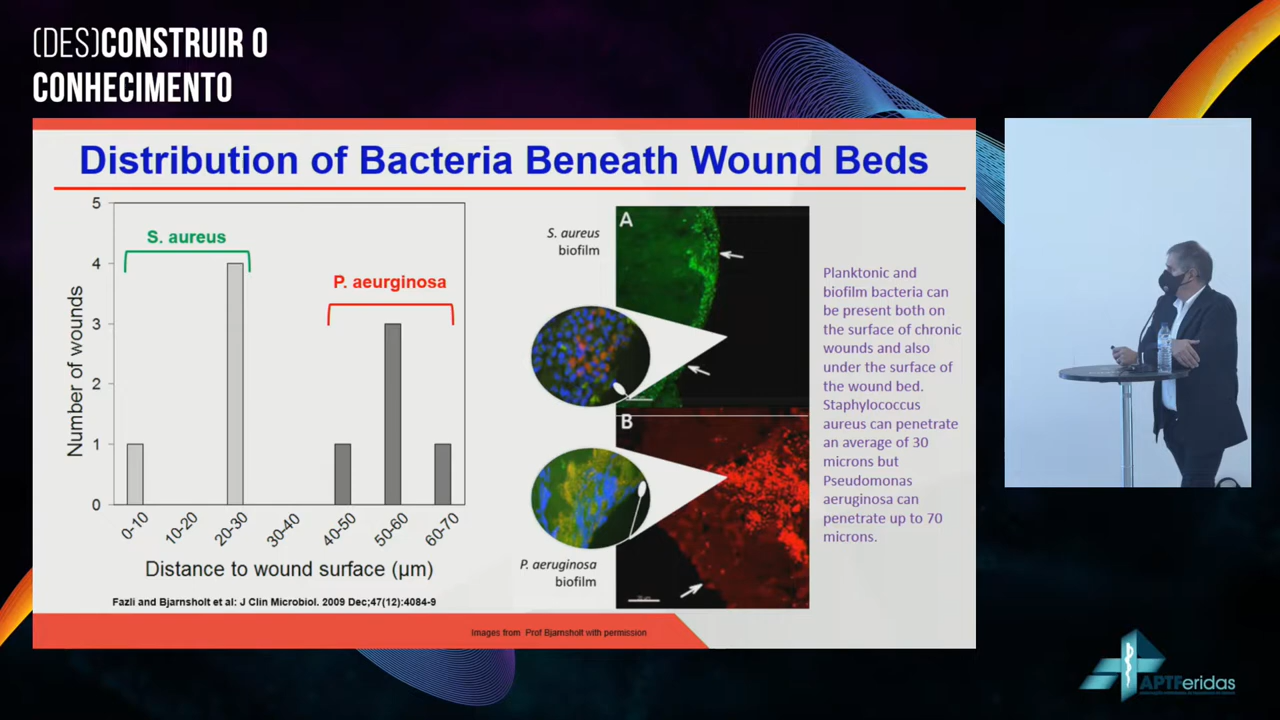 (DES)CONSTRUIR O
CONHECIMENTO
Distribution of Bacteria Beneath Wound Beds
5
4
3
2
1
0
Number of wounds
S. aureus
P. aeurginosa
0-10
10-20
20-30
30-40
40-50
50-60
60-70
Distance to wound surface (µm)
Fazli and Bjarnsholt et al: J Clin Microbiol. 2009 Dec;47(12):4084-9
A
S. aureus
biofilm
B
P. aeruginosa
biofilm
Planktonic and
biofilm bacteria can
be present both on
the surface of chronic
wounds and also
under the surface of
the wound bed.
Staphylococcus
aureus can penetrate
an average of 30
microns but
Pseudomonas
aeruginosa can
penetrate up to 70
microns.
Images from Prof Bjarnsholt with permission
APTFeridas